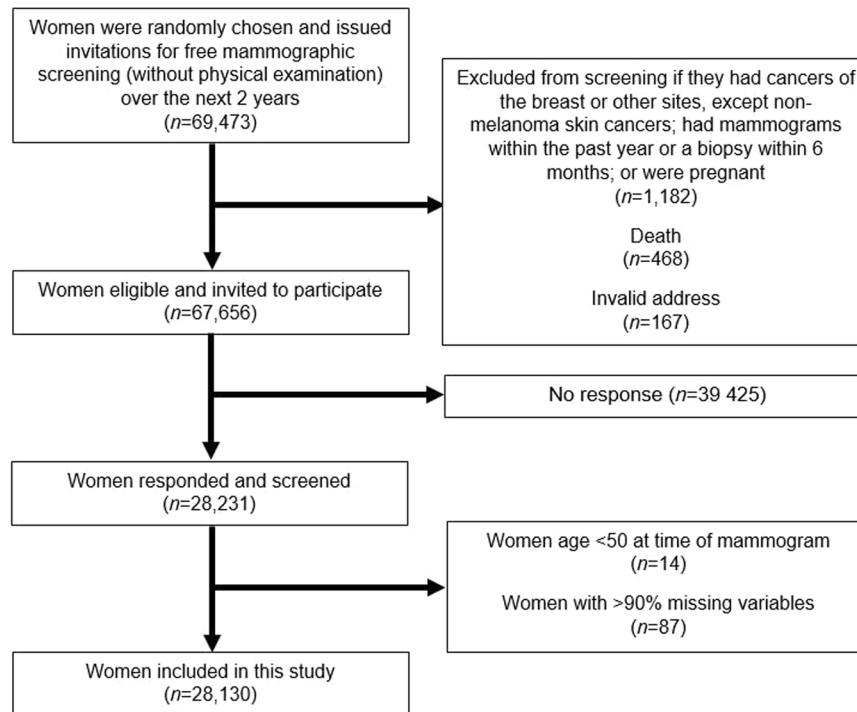 Women were randomly chosen and issued
invitations for free mammographic
screening (without physical examination)
over the next 2 years
(n=69,473)
Excluded from screening if they had cancers of
the breast or other sites, except non-
melanoma skin cancers; had mammograms
within the past year or a biopsy within 6
months; or were pregnant
(n=1,182)
Death
(n=468)
Invalid address
(n=167)
Women eligible and invited to participate
(n=67,656)
No response (n=39 425)
Women responded and screened
(n=28,231)
Women age <50 at time of mammogram
(n=14)
Women with >90% missing variables
(n=87)
Women included in this study
(n=28,130)